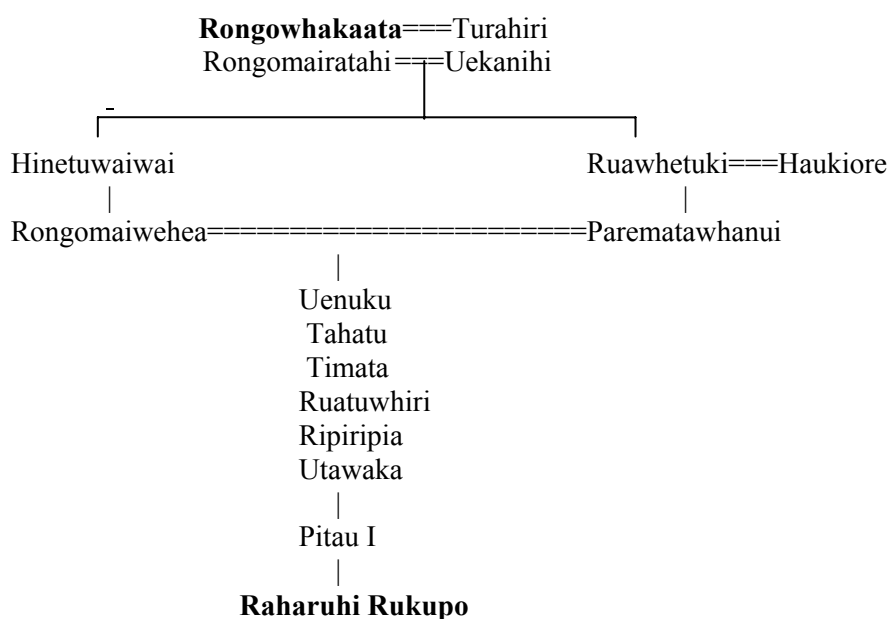 Rongowhakaata===Turahiri
Rongomairatahi===Uekanihi
Hinetuwaiwai Ruawhetuki===Haukiore
Rongomaiwehea=======================Parematawhanui
Uenuku
Tahatu
Timata
Ruatuwhiri
Ripiripia
Utawaka
Pitau I
Raharuhi Rukupo